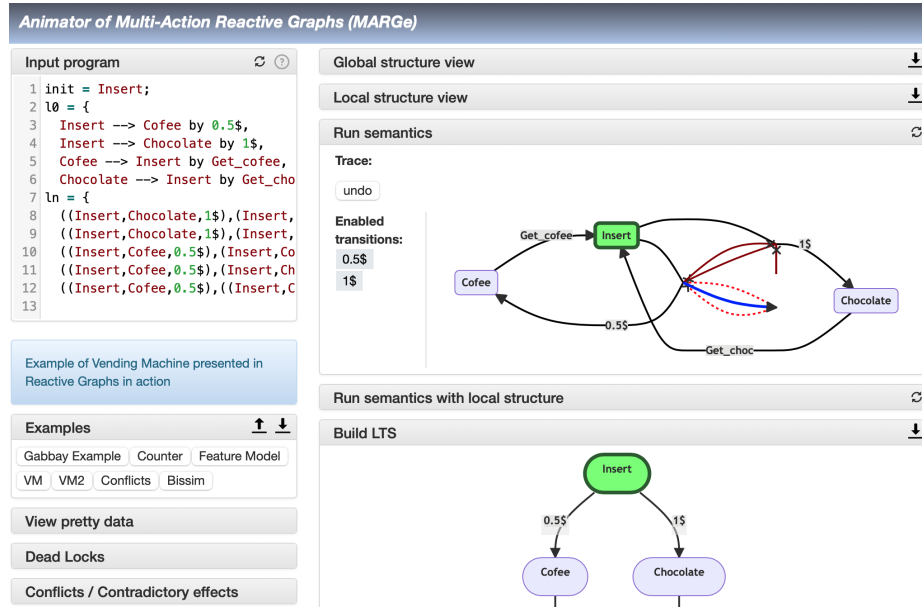 Animator of Multi-Action Reactive Graphs (MARGe)
Input program
1 init = Insert;
2 l0 = {
3 Insert --> Cofee by 0.5$,
4 Insert --> Chocolate by 1$,
5 Cofee --> Insert by Get_cofee,
6 Chocolate --> Insert by Get_cho
7 ln = {
8 ((Insert,Chocolate,1$),(Insert,
9 ((Insert,Chocolate,1$),(Insert,
10 ((Insert,Cofee,0.5$),(Insert,Co
11 ((Insert,Cofee,0.5$),(Insert,Ch
12 ((Insert,Cofee,0.5$),((Insert,C
13
Example of Vending Machine presented in
Reactive Graphs in action
Examples
Gabbay Example Counter Feature Model
VM VM2 Conflicts Bissim
View pretty data
Dead Locks
Conflicts / Contradictory effects
Global structure view
Local structure view
Run semantics
Trace:
undo
Enabled
transitions:
0.5$
1$
Get_cofee
Insert
1$
Cofee
Chocolate
0.5$
Get_choc
Run semantics with local structure
Build LTS
Insert
0.5$ 1$
Cofee Chocolate